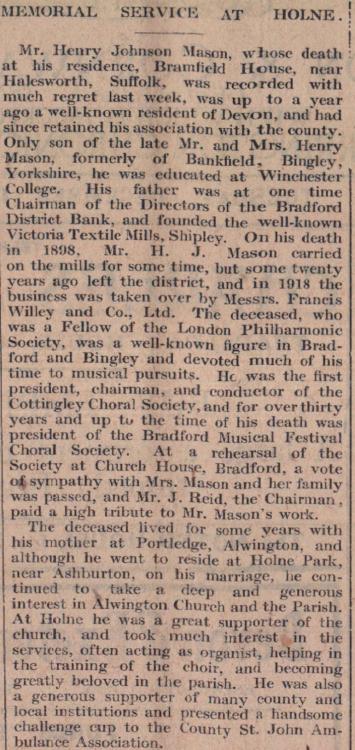 MEMORIAL SERVICE AT HOLNE.
Mr. Henry Johnson Mason, whose death
at his residence, Bramfield House, near
Halesworth, Suffolk, was recorded with
much regret last week, was up to a year
ago a well-known resident of Devon, and had
since retained his association with the county.
Only son of the late Mr. and Mrs. Henry
Mason, formerly of Bankfield, Bingley,
Yorkshire, he was educated at Winchester
College. His father was at one time
Chairman of the Directors of the Bradford
District Bank, and founded the well-known
Victoria Textile Mills, Shipley. On his death
in 1898, Mr. H. J. Mason carried
on the mills for some time, but some twenty
years ago left the district, and in 1918 the
business was taken over by Messrs. Francis
Willey and Co., Ltd. The deceased, who
was a Fellow of the London Philharmonic
Society, was a well-known figure in Brad-
ford and Bingley and devoted much of his
time to musical pursuits. He was the first
president, chairman, and conductor of the
Cottingley Choral Society, and for over thirty
years and up to the time of his death was
president of the Bradford Musical Festival
Choral Society. At a rehearsal of the
Society at Church House, Bradford, a vote
of sympathy with Mrs. Mason and her family
was passed, and Mr. J. Reid, the Chairman,
paid a high tribute to Mr. Mason's work.
The deceased lived for some years with
his mother at Portledge, Alwington, and
although he went to reside at Holne Park,
near Ashburton, on his marriage, he con-
tinued to take a deep and generous
interest in Alwington Church and the Parish.
At Holne he was a great supporter of the
church, and took much interest in the
services, often acting as organist, helping in
the training of the choir, and becoming
greatly beloved in the parish. He was also
a generous supporter of many county and
local institutions and presented a handsome
challenge cup to the County St. John Am-
bulance Association.